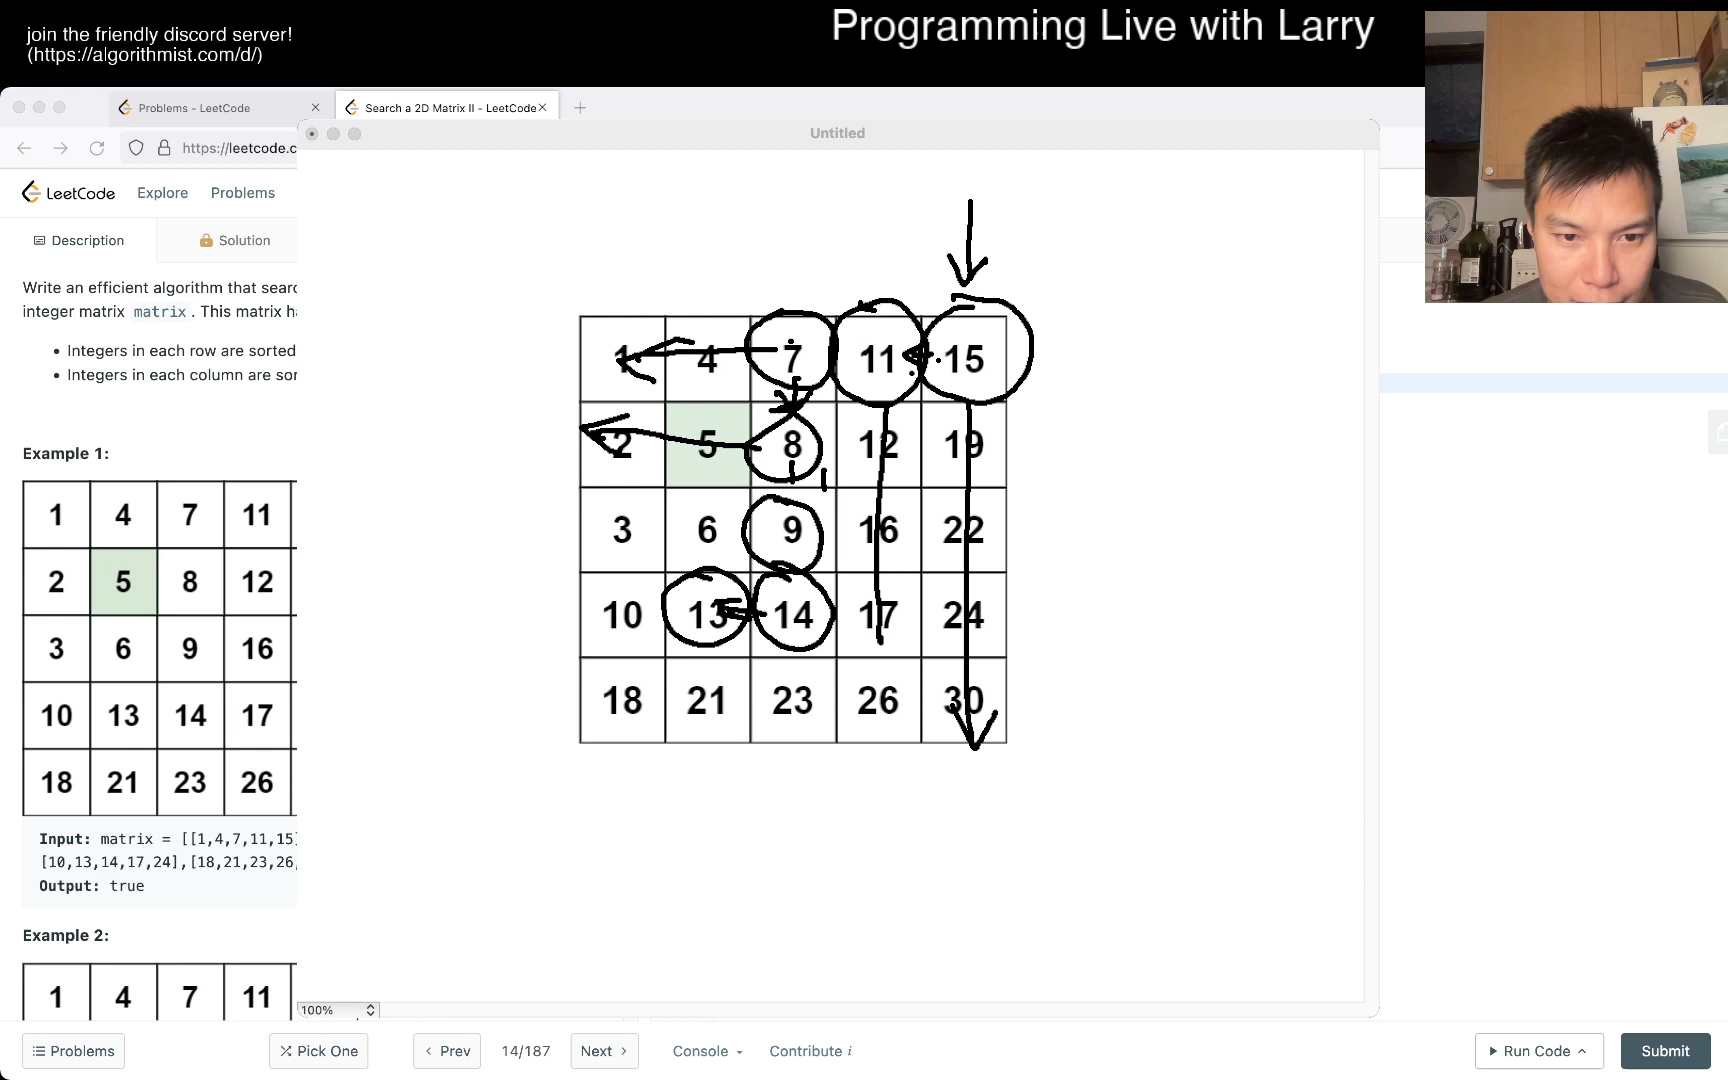 join the friendly discord server!
(https://algorithmist.com/d/)
Programming Live with Larry
Problems - LeetCode
Search a 2D Matrix II - LeetCode
Untitled
https://leetcode.c
LeetCode
Explore
Problems
Description
Solution
Write an efficient algorithm that sear
integer matrix matrix . This matrix h
• Integers in each row are sorted
• Integers in each column are so
Example 1:
1 4 7 11
2 5 8 12
3 6 9 16
10 13 14 17
18 21 23 26
Input: matrix = [[1,4,7,11,15]
[10,13,14,17,24],[18,21,23,26,
Output: true
Example 2:
1 4 7 11
1 4 7 11 15
2 5 8 12 19
3 6 9 16 22
10 13 14 17 24
18 21 23 26 30
100%
Problems
Pick One
Prev
14/187
Next
Console
Contribute i
Run Code
Submit